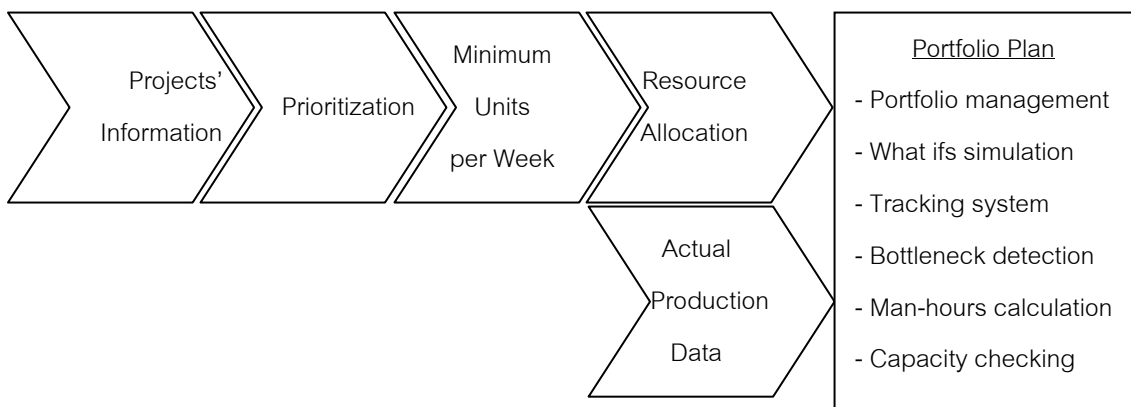 Projects’
Information
Prioritization
Minimum
Units
per Week
Resource
Allocation
Actual
Production
Data
Portfolio Plan
- Portfolio management
- What ifs simulation
- Tracking system
- Bottleneck detection
- Man-hours calculation
- Capacity checking